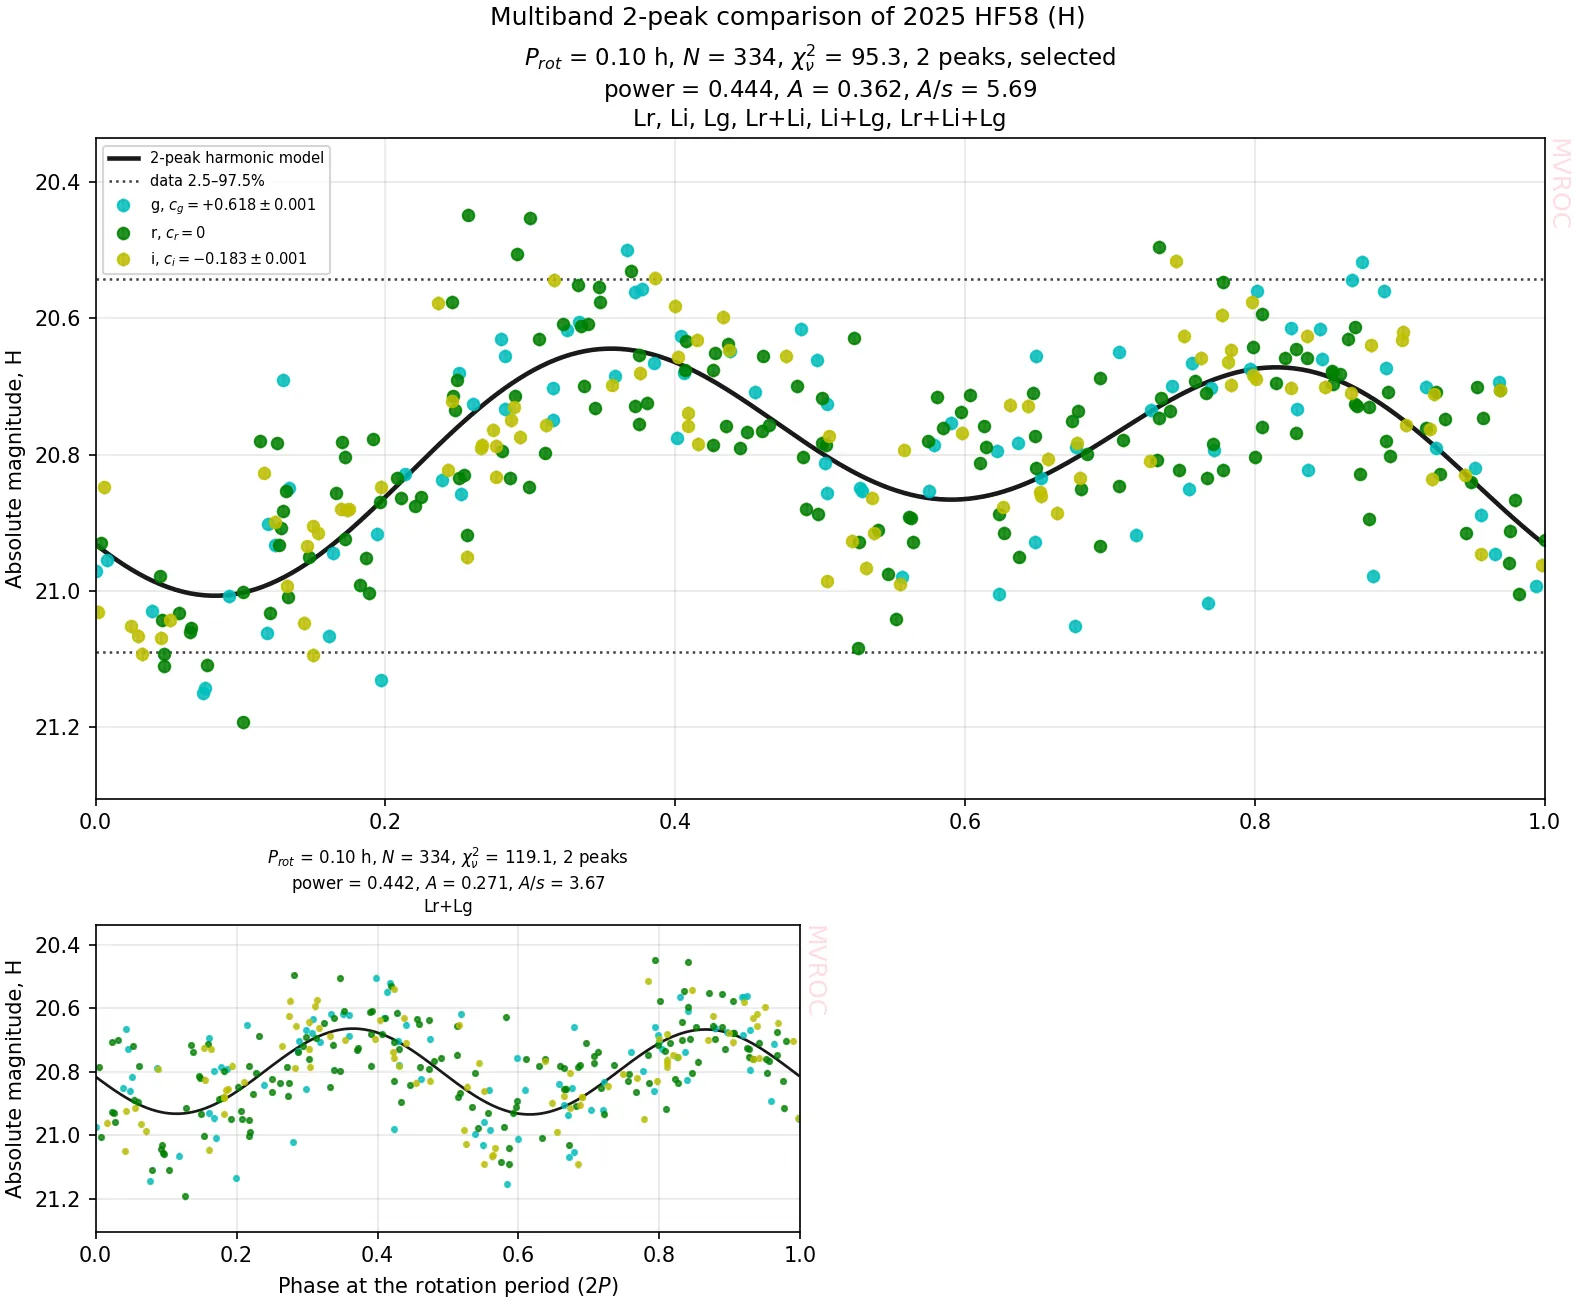 Multiband 2-peak comparison of 2025 HF58 (H)
P_rot = 0.10 h, N = 334, χ²_ν = 95.3, 2 peaks, selected
power = 0.444, A = 0.362, A/s = 5.69
Lr, Li, Lg, Lr+Li, Li+Lg, Lr+Li+Lg
MVROC
2-peak harmonic model
data 2.5–97.5%
g, c_g = +0.618 ± 0.001
r, c_r = 0
i, c_i = −0.183 ± 0.001
Absolute magnitude, H
20.4
20.6
20.8
21.0
21.2
0.0 0.2 0.4 0.6 0.8 1.0
P_rot = 0.10 h, N = 334, χ²_ν = 119.1, 2 peaks
power = 0.442, A = 0.271, A/s = 3.67
Lr+Lg
MVROC
Absolute magnitude, H
20.4
20.6
20.8
21.0
21.2
0.0 0.2 0.4 0.6 0.8 1.0
Phase at the rotation period (2P)